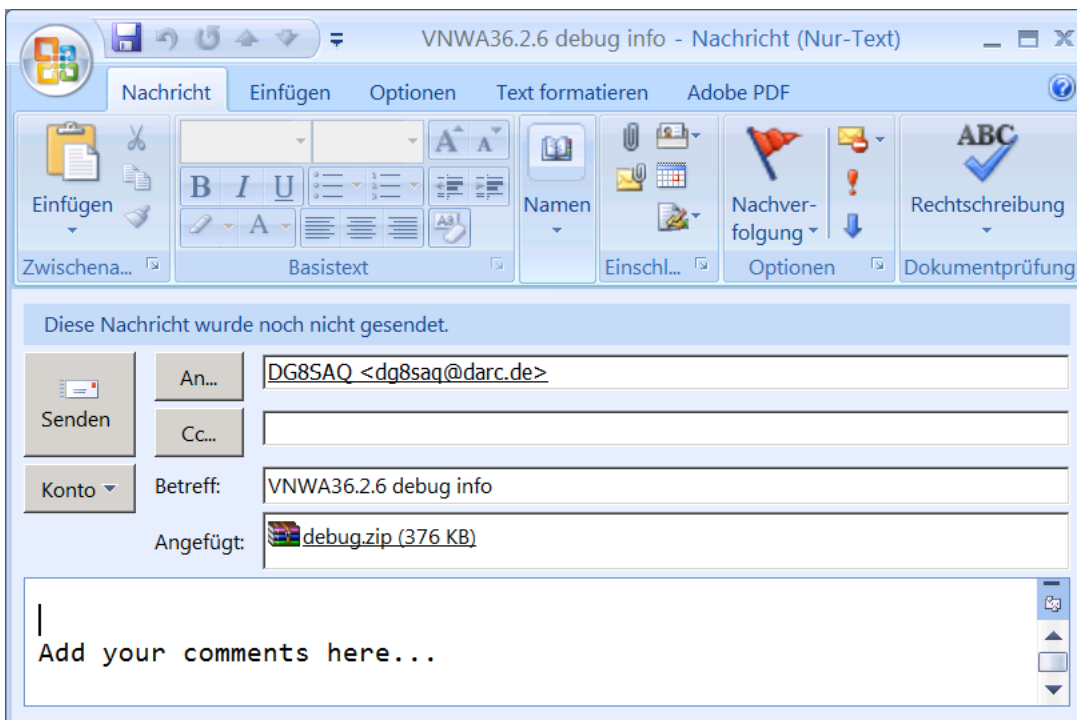 VNWA36.2.6 debug info - Nachricht (Nur-Text)
Nachricht Einfügen Optionen Text formatieren Adobe PDF
Einfügen
Zwischena...
B I U
A A
A
Aa
Basistext
Namen
Einschl...
Nachver-
folgung
Optionen
ABC
Rechtschreibung
Dokumentprüfung
Diese Nachricht wurde noch nicht gesendet.
Senden
An... DG8SAQ <dg8saq@darc.de>
Cc...
Konto
Betreff: VNWA36.2.6 debug info
Angefügt: debug.zip (376 KB)
Add your comments here...